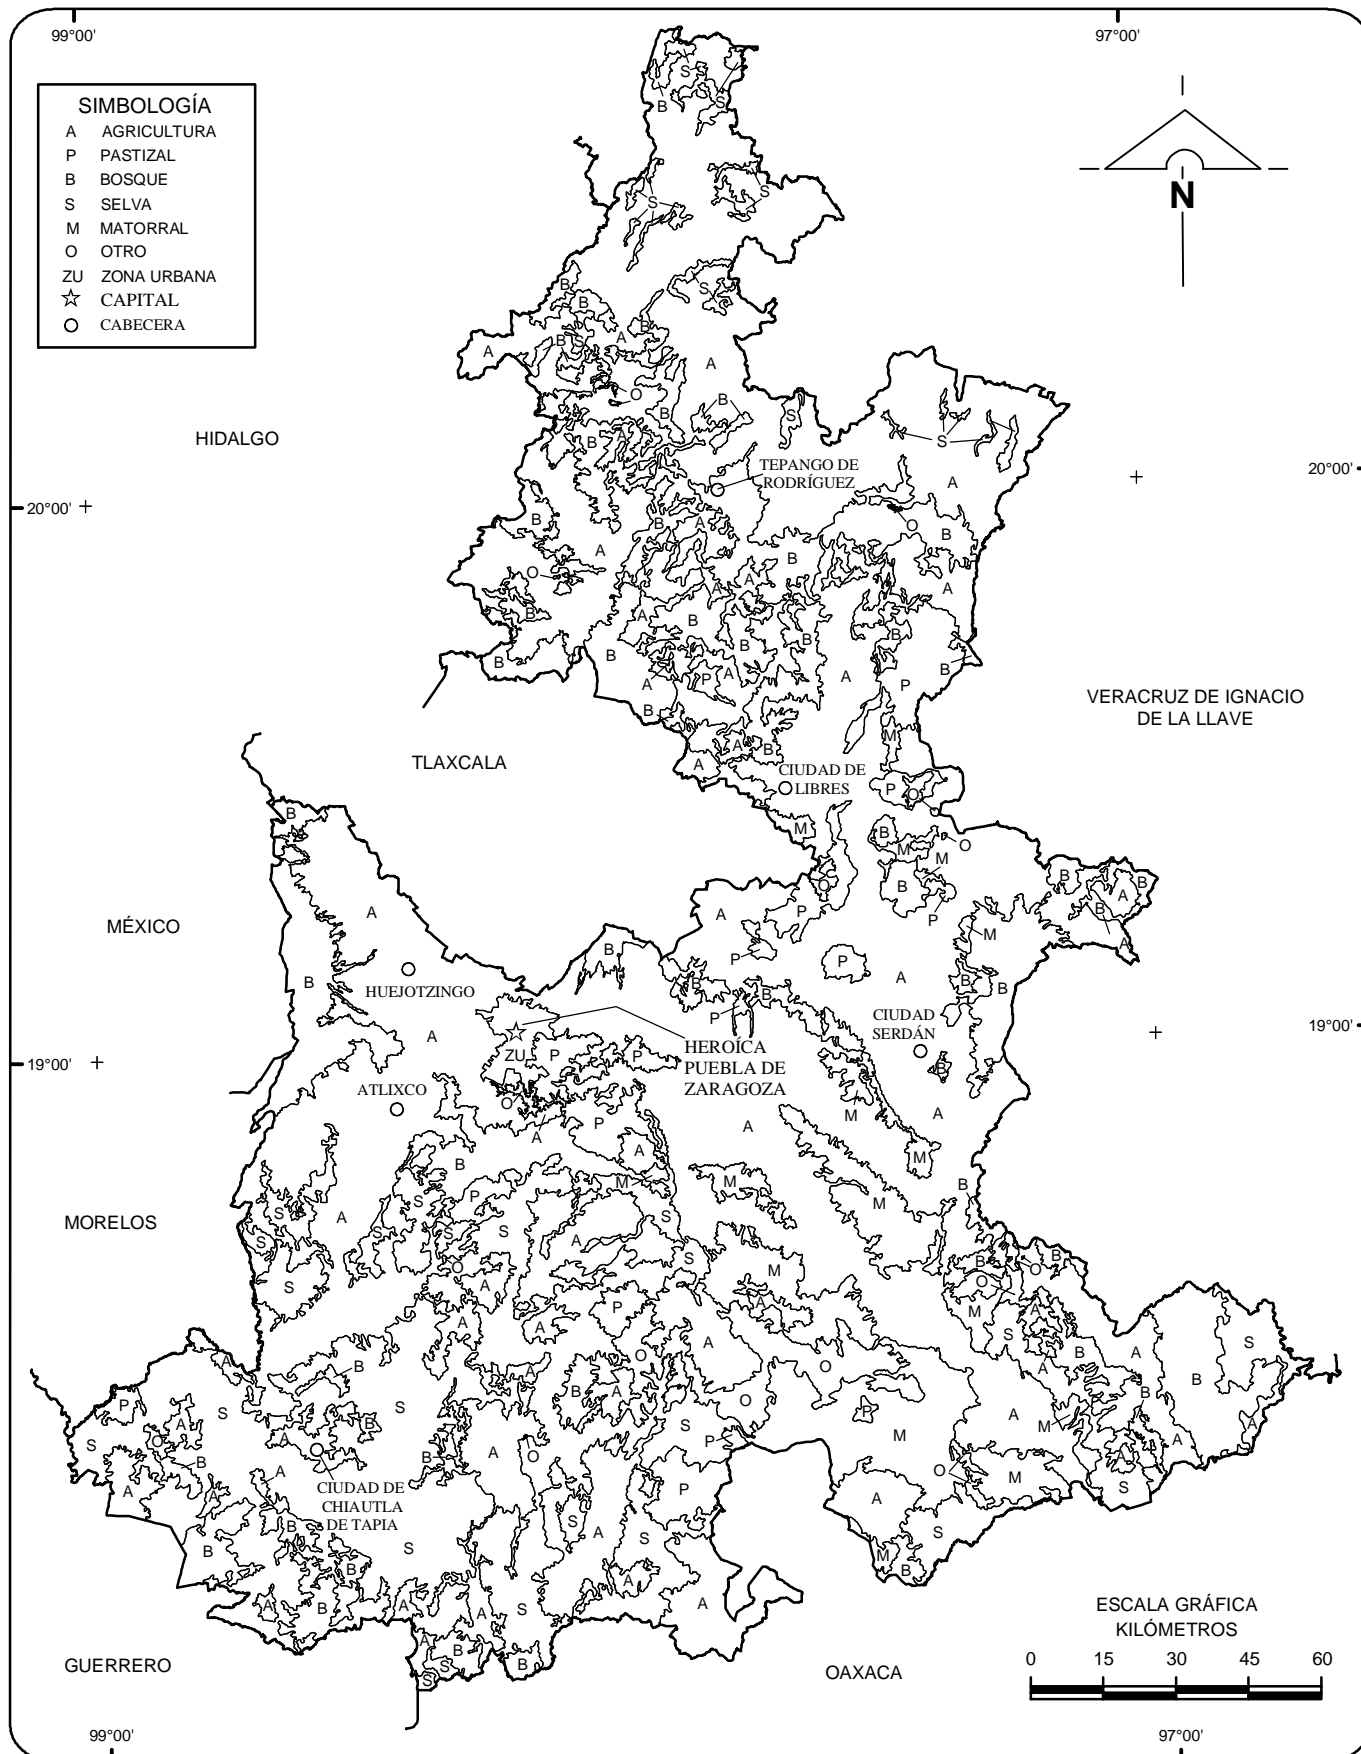 99°00'
97°00'
SIMBOLOGÍA
A AGRICULTURA
P PASTIZAL
B BOSQUE
S SELVA
M MATORRAL
O OTRO
ZU ZONA URBANA
CAPITAL
CABECERA
N
S
B
S
S
S
S
B
B
B
B S
A
A
A
O
B
B
S
S
HIDALGO
B
A
TEPANGO DE
RODRÍGUEZ
20°00'
20°00'
A
B
B
A
O
B
A
B
O
A
A
A
B
A
B
B
B
B
B
B
A
P
A
A
P
B
B
VERACRUZ DE IGNACIO
DE LA LLAVE
M
A
B
TLAXCALA
A
CIUDAD DE
LIBRES
P
O
B
M
B
M
O
M
O
B
B
B
A
B
P
P
A
A
MÉXICO
M
A
B
P
P
A
B
HUEJOTZINGO
B
B
B
B
P
CIUDAD
SERDÁN
A
HEROÍCA
PUEBLA DE
ZARAGOZA
ZU
P
P
19°00'
19°00'
B
ATLIXCO
O
M
A
P
A
A
A
M
B
M
M
P
B
S
M
S
S
MORELOS
A
S
S
S
S
A
S
B
B
O
S
M
O
O
S
A
A
P
M
A
A
A
S
S
A
B
O
O
A
A
B
A
B
B
P
S
S
B
A
O
B
A
M
S
A
O
B
A
S
P
B
A
M
P
A
A
B
A
O
A
A
O
M
CIUDAD DE
CHIAUTLA
DE TAPIA
A
A
P
A
S
B
S
A
S
S
B
S
M
B
B
A
A
B
A
A
S
A
ESCALA GRÁFICA
KILÓMETROS
0 15 30 45 60
A
B
S
S
B
GUERRERO
OAXACA
99°00'
97°00'